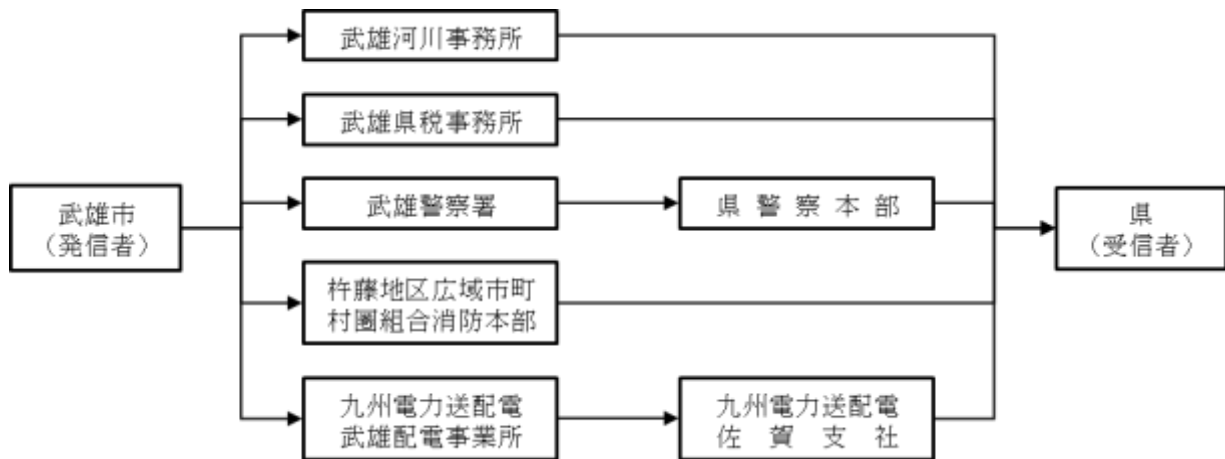 武雄河川事務所
武雄県税事務所
武雄市
（発信者）
武雄警察署
県警察本部
県
（受信者）
杵藤地区広域市町
村圏組合消防本部
九州電力送配電
武雄配電事業所
九州電力送配電
佐賀支社